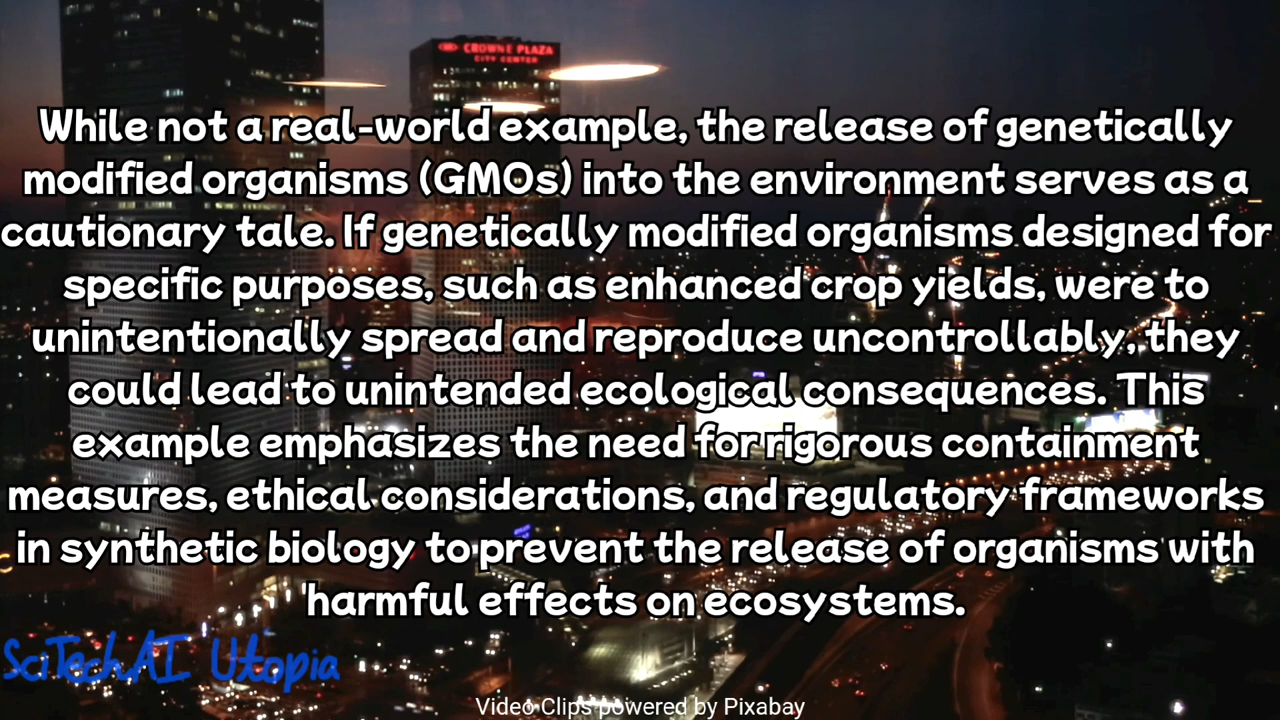 CROWNE PLAZA
CITY CENTER
While not a real-world example, the release of genetically
modified organisms (GMOs) into the environment serves as a
cautionary tale. If genetically modified organisms designed for
specific purposes, such as enhanced crop yields, were to
unintentionally spread and reproduce uncontrollably, they
could lead to unintended ecological consequences. This
example emphasizes the need for rigorous containment
measures, ethical considerations, and regulatory frameworks
in synthetic biology to prevent the release of organisms with
harmful effects on ecosystems.
SciTechAI Utopia
Video Clips powered by Pixabay